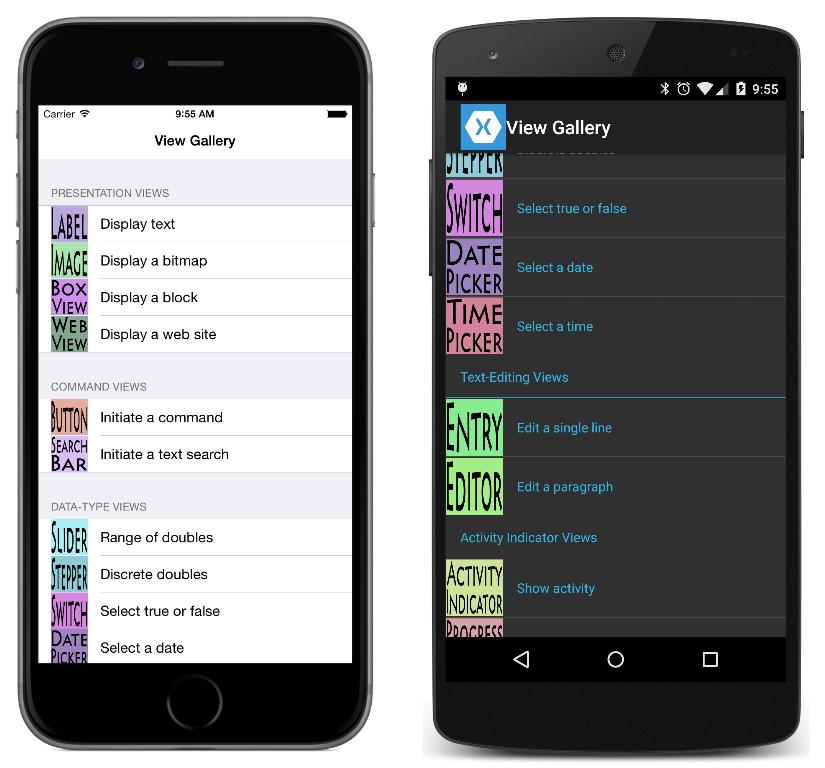 Carrier 9:55 AM
View Gallery
PRESENTATION VIEWS
LABEL Display text
IMAGE Display a bitmap
BOX
VIEW Display a block
WEB
VIEW Display a web site
COMMAND VIEWS
BUTTON Initiate a command
SEARCH
BAR Initiate a text search
DATA-TYPE VIEWS
SLIDER Range of doubles
STEPPER Discrete doubles
SWITCH Select true or false
DATE
PICKER Select a date
9:55
View Gallery
STEPPER
SWITCH Select true or false
DATE
PICKER Select a date
TIME
PICKER Select a time
Text-Editing Views
ENTRY Edit a single line
EDITOR Edit a paragraph
Activity Indicator Views
ACTIVITY
INDICATOR Show activity
PROGRESS